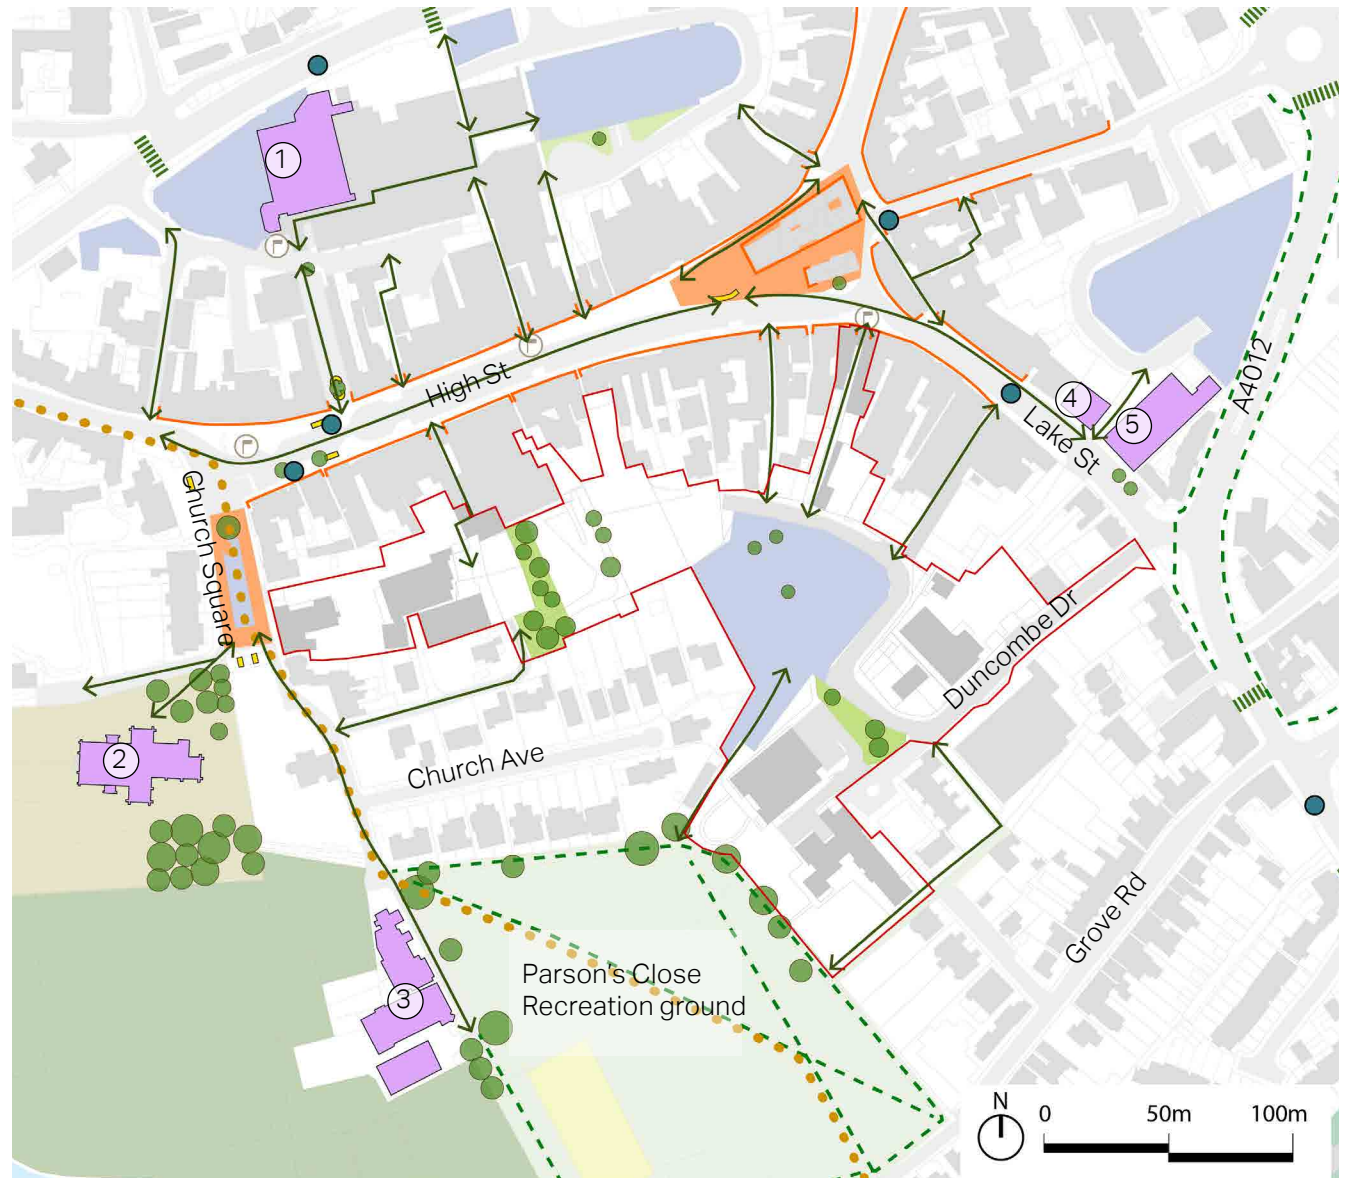 1
High St
4
5
A4012
Lake St
Church Square
Duncombe Dr
2
Church Ave
3
Parson's Close
Recreation ground
Grove Rd
N
0 50m 100m